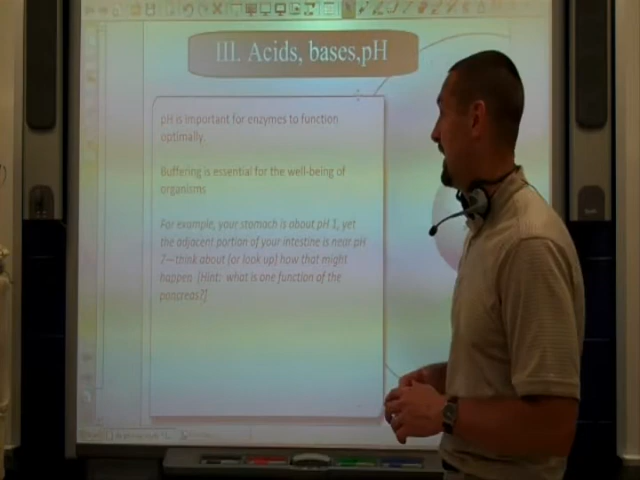 III. Acids, bases,pH
pH is important for enzymes to function
optimally.
Buffering is essential for the well-being of
organisms
For example, your stomach is about pH 1, yet
the adjacent portion of your intestine is near pH
7—think about (or look up) how that might
happen [Hint: what is one function of the
pancreas?]